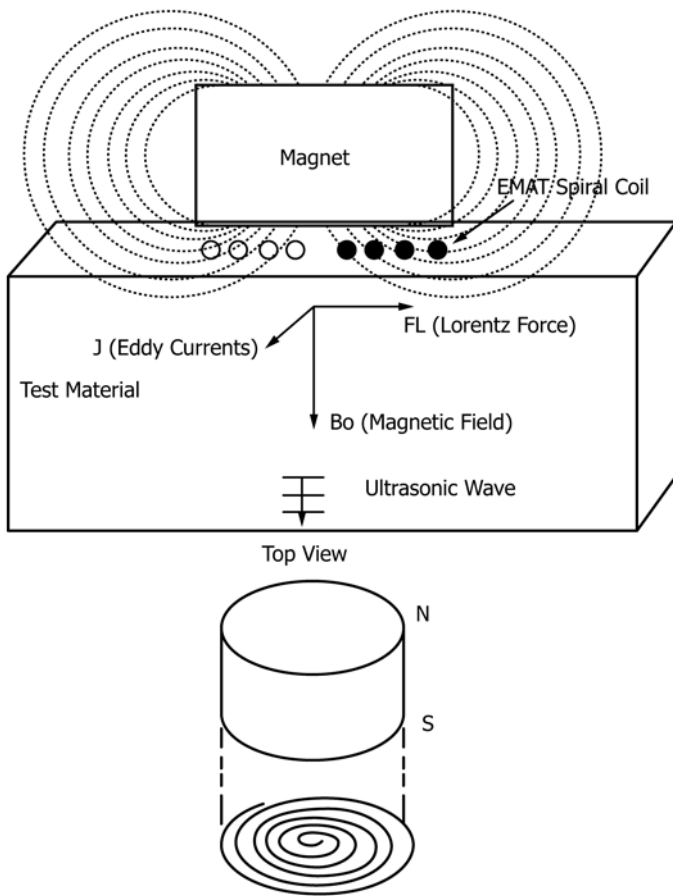 Magnet
EMAT Spiral Coil
FL (Lorentz Force)
J (Eddy Currents)
Test Material
Bo (Magnetic Field)
Ultrasonic Wave
Top View
N
S